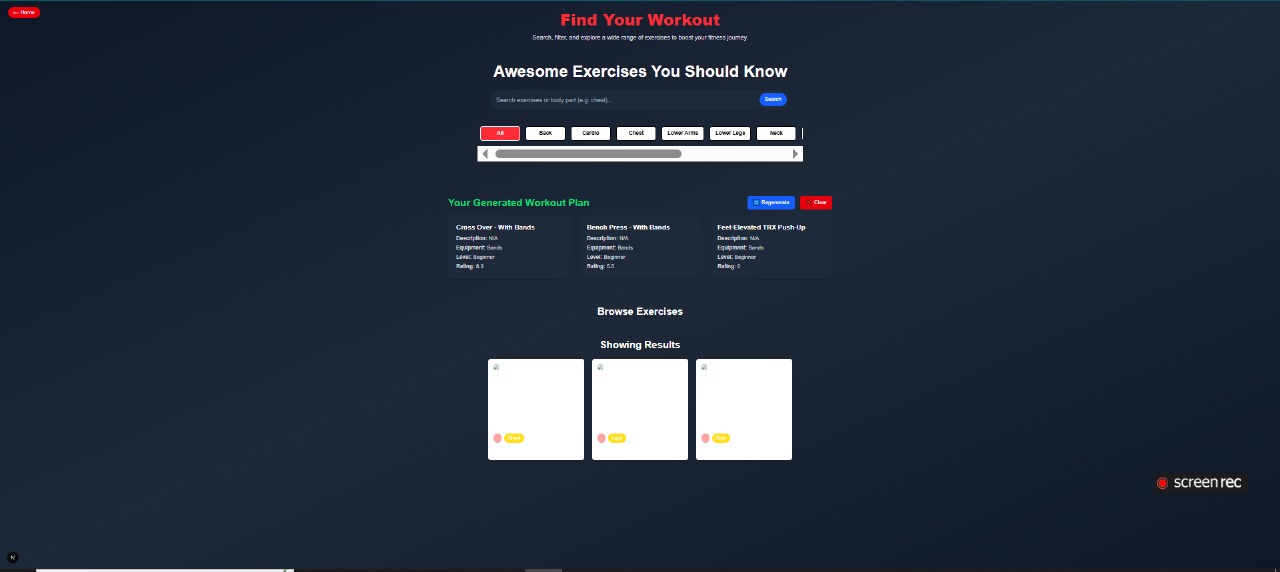 ← Home
Find Your Workout
Search, filter, and explore a wide range of exercises to boost your fitness journey.
Awesome Exercises You Should Know
Search exercises or body part (e.g. chest)...
Search
All
Back
Cardio
Chest
Lower Arms
Lower Legs
Neck
Your Generated Workout Plan
Regenerate
Clear
Cross Over - With Bands
Description: N/A
Equipment: Bands
Level: Beginner
Rating: 8.3
Bench Press - With Bands
Description: N/A
Equipment: Bands
Level: Beginner
Rating: 5.5
Feet-Elevated TRX Push-Up
Description: N/A
Equipment: Bands
Level: Beginner
Rating: 0
Browse Exercises
Showing Results
screenrec
N